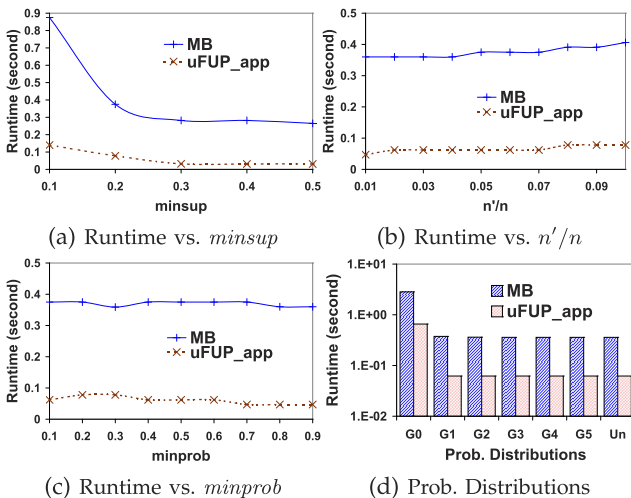 0.9
0.8
0.7
0.6
0.5
0.4
0.3
0.2
0.1
0
Runtime (second)
MB
uFUP_app
0.1 0.2 0.3 0.4 0.5
minsup
(a) Runtime vs. minsup
0.5
0.4
0.3
0.2
0.1
0
Runtime (second)
MB
uFUP_app
0.01 0.03 0.05 0.07 0.09
n'/n
(b) Runtime vs. n′/n
0.5
0.4
0.3
0.2
0.1
0
Runtime (second)
MB
uFUP_app
0.1 0.2 0.3 0.4 0.5 0.6 0.7 0.8 0.9
minprob
(c) Runtime vs. minprob
1.E+01
1.E+00
1.E-01
1.E-02
Runtime (second)
MB
uFUP_app
G0 G1 G2 G3 G4 G5 Un
Prob. Distributions
(d) Prob. Distributions